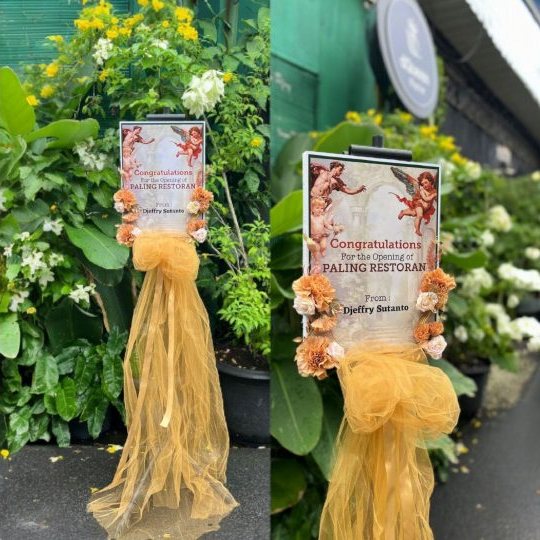 Congratulations
For the Opening of
PALING RESTORAN
From :
Djeffry Sutanto
Congratulations
For the Opening of
PALING RESTORAN
From :
Djeffry Sutanto